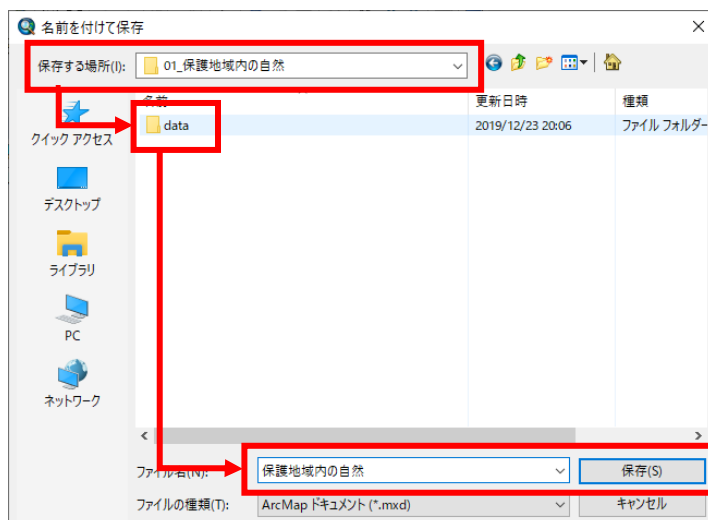 名前を付けて保存
保存する場所(I): 01_保護地域内の自然
名前 更新日時 種類
data 2019/12/23 20:06 ファイル フォルダー
クイック アクセス
デスクトップ
ライブラリ
PC
ネットワーク
ファイル名(N): 保護地域内の自然 保存(S)
ファイルの種類(T): ArcMap ドキュメント (*.mxd) キャンセル